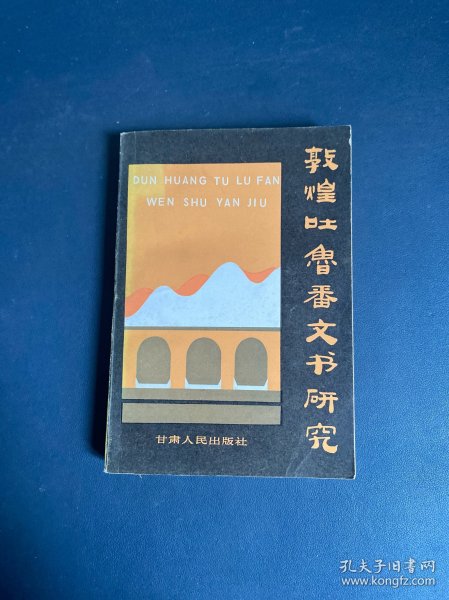 敦煌吐魯番文书研究
DUN HUANG TU LU FAN
WEN SHU YAN JIU
甘肃人民出版社
孔夫子旧书网
www.kongfz.com